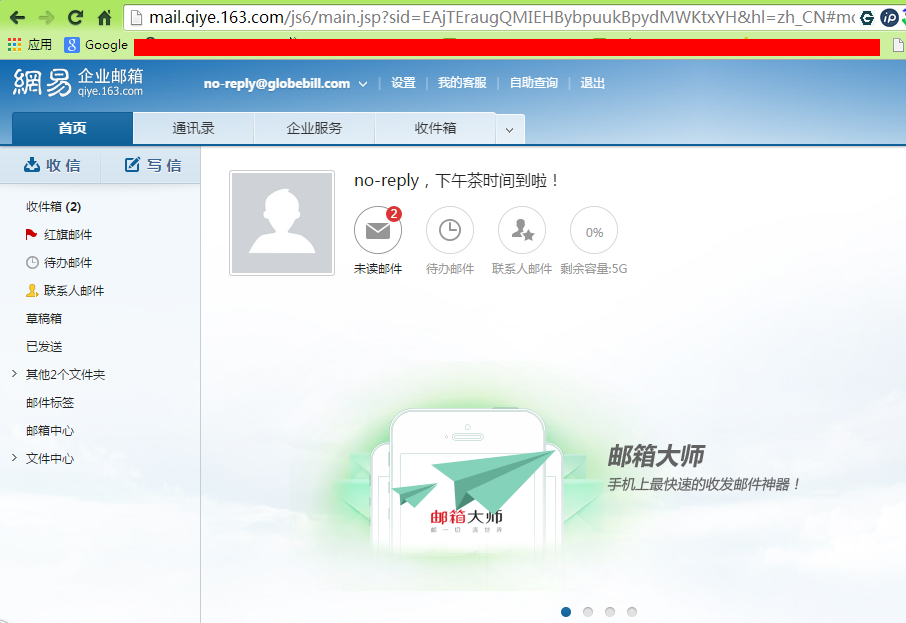 mail.qiye.163.com/js6/main.jsp?sid=EAjTEraugQMIEHBybpuukBpydMWKtxYH&hl=zh_CN#mo
应用 Google
網易 企业邮箱
qiye.163.com
no-reply@globebill.com 设置 我的客服 自助查询 退出
首页 通讯录 企业服务 收件箱
收信 写信
no-reply，下午茶时间到啦！
2
0%
未读邮件 待办邮件 联系人邮件 剩余容量:5G
收件箱 (2)
红旗邮件
待办邮件
联系人邮件
草稿箱
已发送
其他2个文件夹
邮件标签
邮箱中心
文件中心
邮箱大师
邮一切 滴世界
邮箱大师
手机上最快速的收发邮件神器！